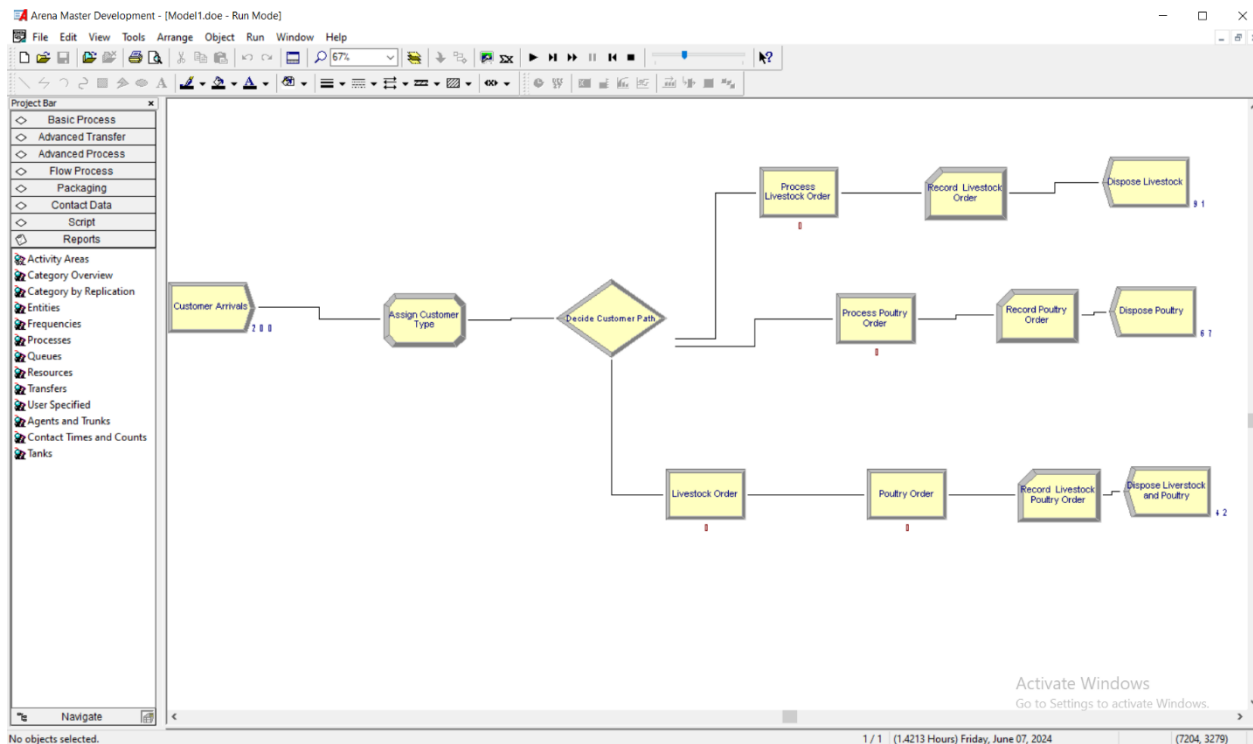 Arena Master Development - [Model1.doe - Run Mode]
File Edit View Tools Arrange Object Run Window Help
67%
Project Bar
Basic Process
Advanced Transfer
Advanced Process
Flow Process
Packaging
Contact Data
Script
Reports
Activity Areas
Category Overview
Category by Replication
Entities
Frequencies
Processes
Queues
Resources
Transfers
User Specified
Agents and Trunks
Contact Times and Counts
Tanks
Navigate
Customer Arrivals
200
Assign Customer
Type
Decide Customer Path
Process
Livestock Order
0
Record Livestock
Order
Dispose Livestock
91
Process Poultry
Order
0
Record Poultry
Order
Dispose Poultry
67
Livestock Order
0
Poultry Order
0
Record Livestock
Poultry Order
Dispose Liverstock
and Poultry
42
Activate Windows
Go to Settings to activate Windows.
No objects selected.
1 / 1 (1.4213 Hours) Friday, June 07, 2024
(7204, 3279)